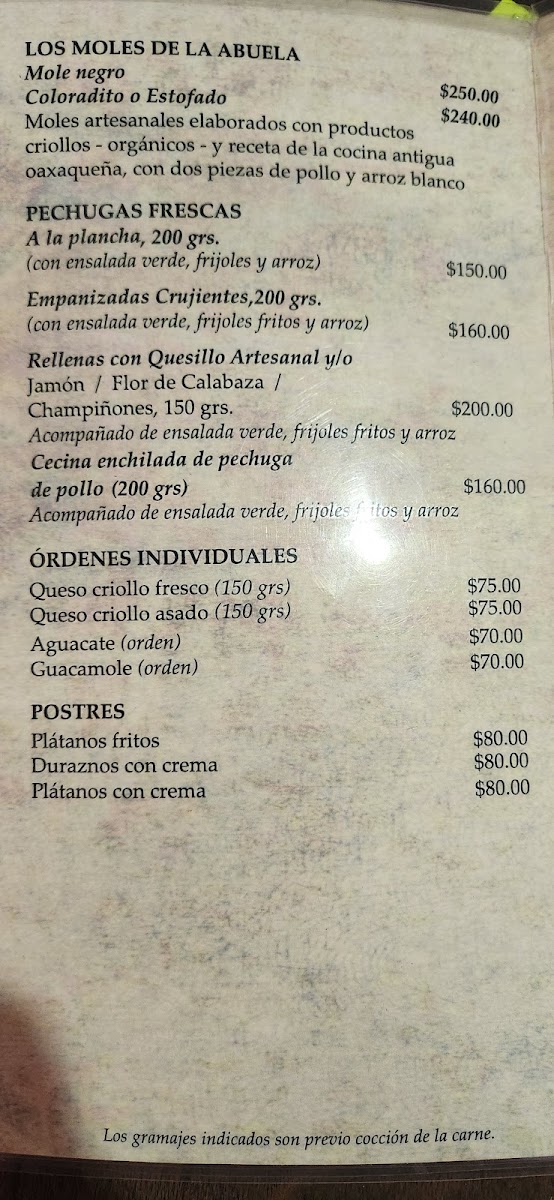 LOS MOLES DE LA ABUELA
Mole negro $250.00
Coloradito o Estofado $240.00
Moles artesanales elaborados con productos
criollos - orgánicos - y receta de la cocina antigua
oaxaqueña, con dos piezas de pollo y arroz blanco
PECHUGAS FRESCAS
A la plancha, 200 grs.
(con ensalada verde, frijoles y arroz) $150.00
Empanizadas Crujientes,200 grs.
(con ensalada verde, frijoles fritos y arroz) $160.00
Rellenas con Quesillo Artesanal y/o
Jamón / Flor de Calabaza /
Champiñones, 150 grs. $200.00
Acompañado de ensalada verde, frijoles fritos y arroz
Cecina enchilada de pechuga
de pollo (200 grs) $160.00
Acompañado de ensalada verde, frijoles fritos y arroz
ÓRDENES INDIVIDUALES
Queso criollo fresco (150 grs) $75.00
Queso criollo asado (150 grs) $75.00
Aguacate (orden) $70.00
Guacamole (orden) $70.00
POSTRES
Plátanos fritos $80.00
Duraznos con crema $80.00
Plátanos con crema $80.00
Los gramajes indicados son previo cocción de la carne.